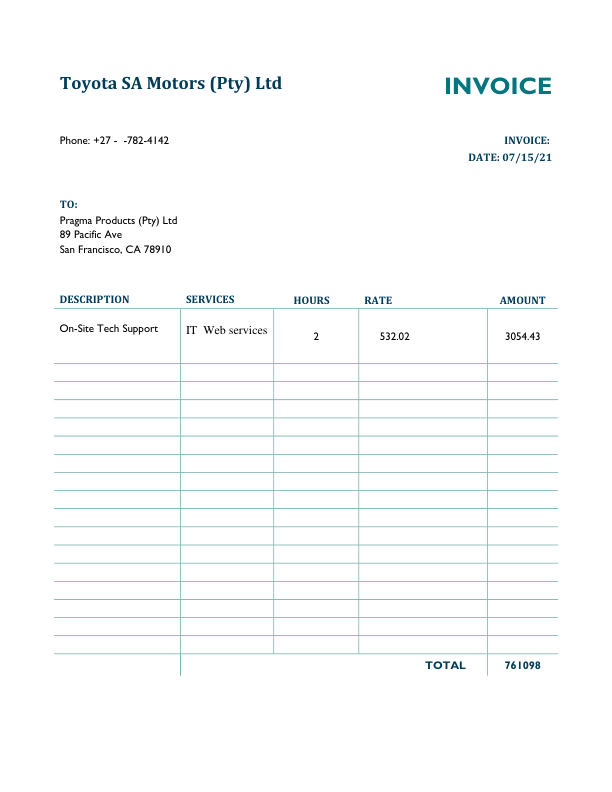 Toyota SA Motors (Pty) Ltd
INVOICE
Phone: +27 -  -782-4142
INVOICE:
DATE: 07/15/21
TO:
Pragma Products (Pty) Ltd
89 Pacific Ave
San Francisco, CA 78910
DESCRIPTION SERVICES HOURS RATE AMOUNT
On-Site Tech Support IT  Web services 2 532.02 3054.43
TOTAL 761098